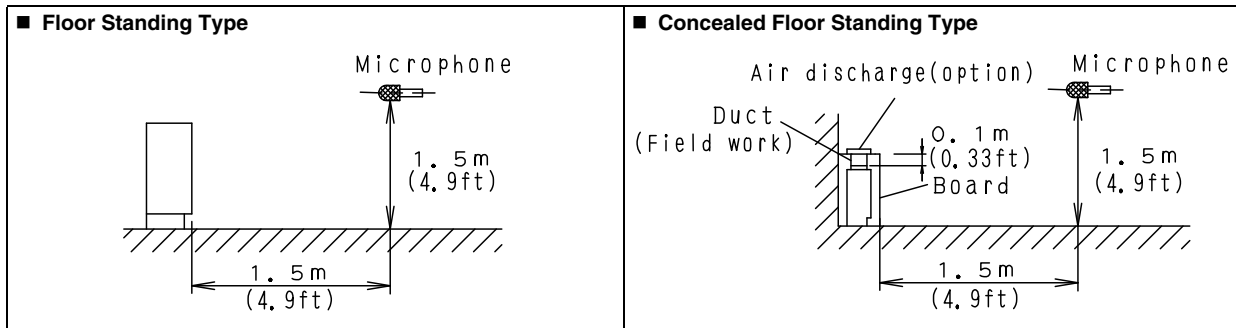 ■ Floor Standing Type
Microphone
1.5m
(4.9ft)
1.5m
(4.9ft)
■ Concealed Floor Standing Type
Air discharge(option)
Microphone
Duct
(Field work)
0.1m
(0.33ft)
Board
1.5m
(4.9ft)
1.5m
(4.9ft)